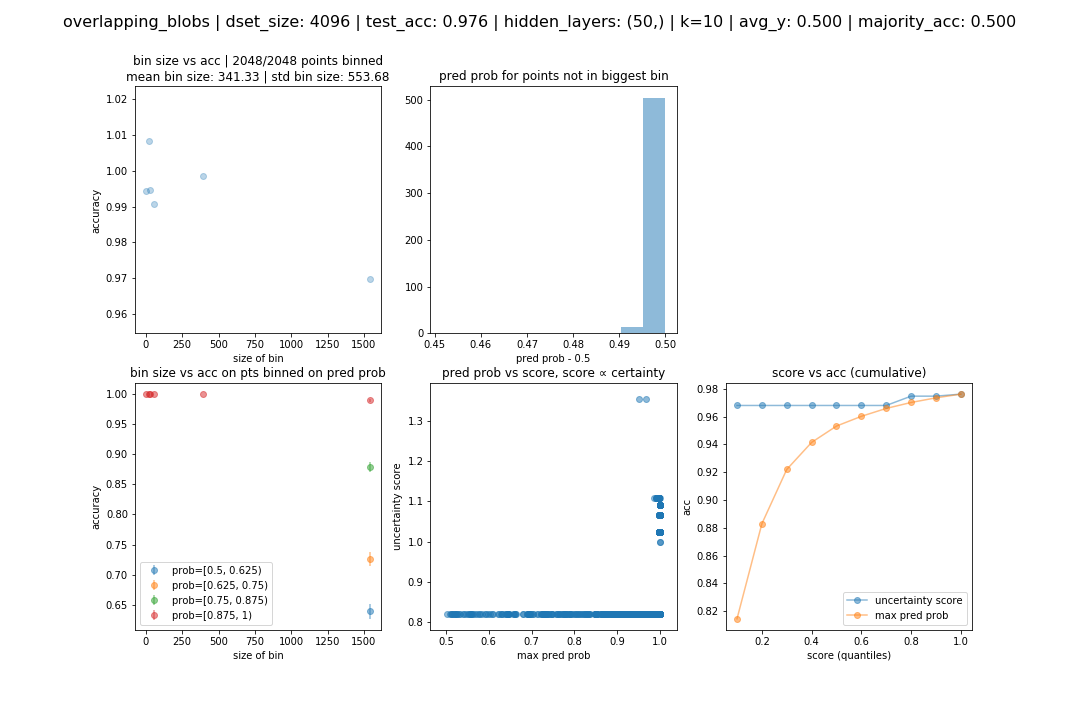 overlapping_blobs | dset_size: 4096 | test_acc: 0.976 | hidden_layers: (50,) | k=10 | avg_y: 0.500 | majority_acc: 0.500
bin size vs acc | 2048/2048 points binned
mean bin size: 341.33 | std bin size: 553.68
1.02
1.01
1.00
0.99
0.98
0.97
0.96
accuracy
0 250 500 750 1000 1250 1500
size of bin
pred prob for points not in biggest bin
500
400
300
200
100
0
0.45 0.46 0.47 0.48 0.49 0.50
pred prob - 0.5
bin size vs acc on pts binned on pred prob
1.00
0.95
0.90
0.85
0.80
0.75
0.70
0.65
accuracy
prob=[0.5, 0.625)
prob=[0.625, 0.75)
prob=[0.75, 0.875)
prob=[0.875, 1)
0 250 500 750 1000 1250 1500
size of bin
pred prob vs score, score ∝ certainty
1.3
1.2
1.1
1.0
0.9
0.8
uncertainty score
0.5 0.6 0.7 0.8 0.9 1.0
max pred prob
score vs acc (cumulative)
0.98
0.96
0.94
0.92
0.90
0.88
0.86
0.84
0.82
acc
uncertainty score
max pred prob
0.2 0.4 0.6 0.8 1.0
score (quantiles)